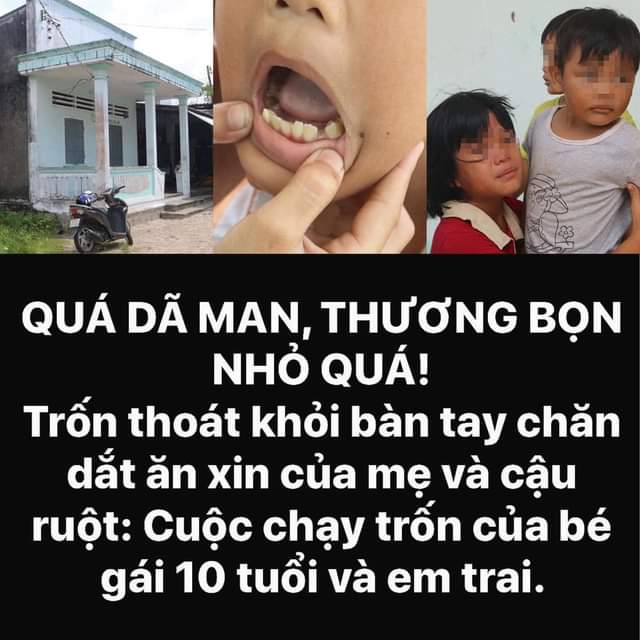 QUÁ DÃ MAN, THƯƠNG BỌN
NHỎ QUÁ!
Trốn thoát khỏi bàn tay chăn
dắt ăn xin của mẹ và cậu
ruột: Cuộc chạy trốn của bé
gái 10 tuổi và em trai.